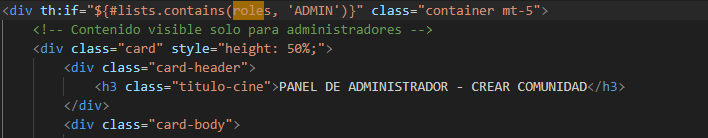 <div th:if="${#lists.contains(roles, 'ADMIN')}" class="container mt-5">
<!-- Contenido visible solo para administradores -->
<div class="card" style="height: 50%;">
<div class="card-header">
<h3 class="titulo-cine">PANEL DE ADMINISTRADOR - CREAR COMUNIDAD</h3>
</div>
<div class="card-body">